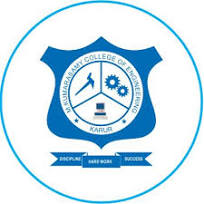 M.KUMARASAMY COLLEGE OF ENGINEERING
KARUR
DISCIPLINE HARD WORK SUCCESS